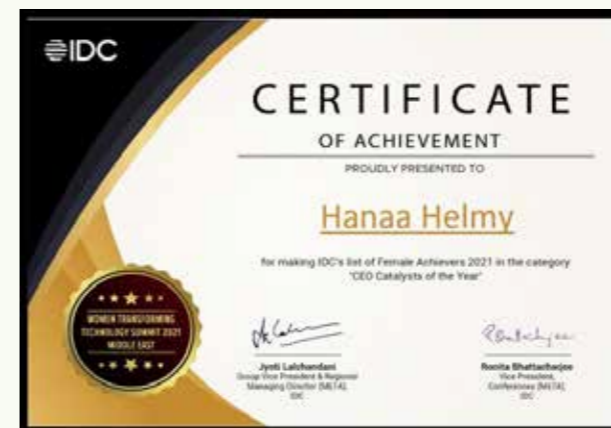 IDC
CERTIFICATE
OF ACHIEVEMENT
PROUDLY PRESENTED TO
Hanaa Helmy
for making IDC's list of Female Achievers 2021 in the category
"CEO Catalysts of the Year"
WOMEN TRANSFORMING
TECHNOLOGY SUMMIT 2021
MIDDLE EAST
Jyoti Lalchandani
Group Vice President & Regional
Managing Director (META),
IDC
Ronita Bhattacharjee
Vice President,
Conferences (META),
IDC